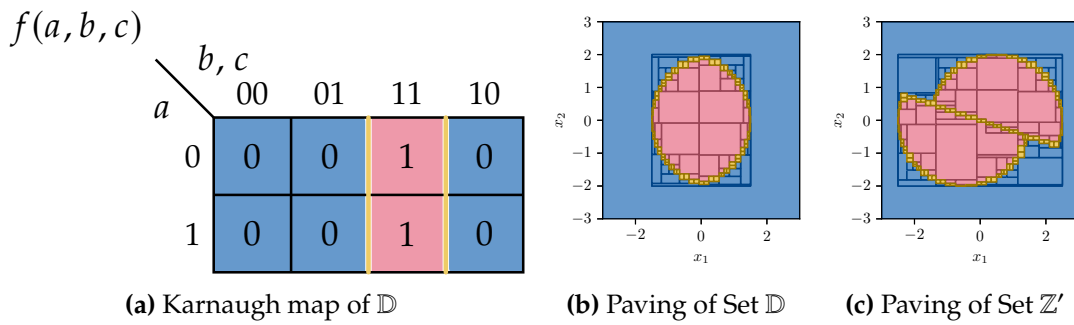 f(a, b, c)
b, c
a
00 01 11 10
0 0 0 1 0
1 0 0 1 0
(a) Karnaugh map of 𝔻
3
2
1
0
−1
−2
−3
x₂
−2 0 2
x₁
(b) Paving of Set 𝔻
3
2
1
0
−1
−2
−3
x₂
−2 0 2
x₁
(c) Paving of Set ℤ′